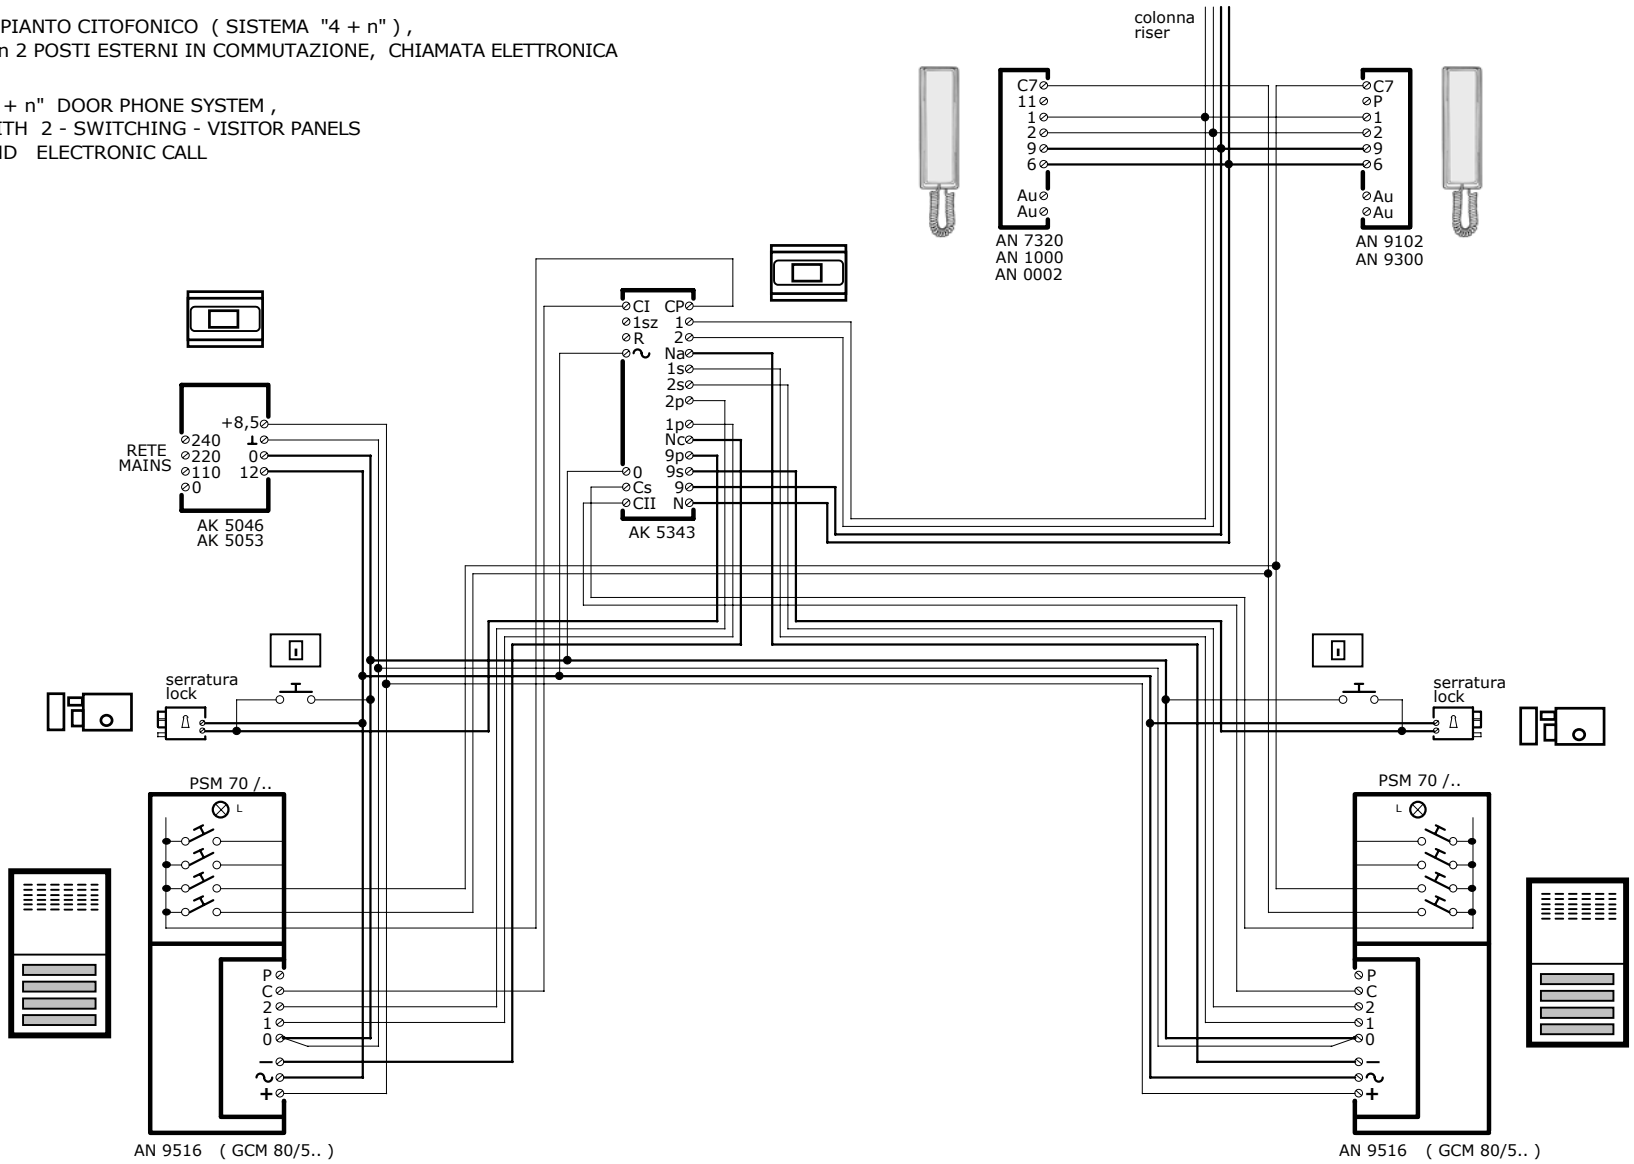 PIANTO CITOFONICO ( SISTEMA "4 + n" ) ,
n 2 POSTI ESTERNI IN COMMUTAZIONE, CHIAMATA ELETTRONICA
+ n" DOOR PHONE SYSTEM ,
ITH 2 - SWITCHING - VISITOR PANELS
ND ELECTRONIC CALL
colonna
riser
C7
11
1
2
9
6
Au
Au
AN 7320
AN 1000
AN 0002
C7
P
1
2
9
6
Au
Au
AN 9102
AN 9300
CI CP
1sz 1
R 2
Na
1s
2s
2p
1p
Nc
9p
0 9s
Cs 9
CII N
AK 5343
RETE
MAINS
+8,5
240
220 0
110 12
0
AK 5046
AK 5053
serratura
lock
serratura
lock
PSM 70 /..
L
P
C
2
1
0
–
+
AN 9516 ( GCM 80/5.. )
PSM 70 /..
L
P
C
2
1
0
–
+
AN 9516 ( GCM 80/5.. )